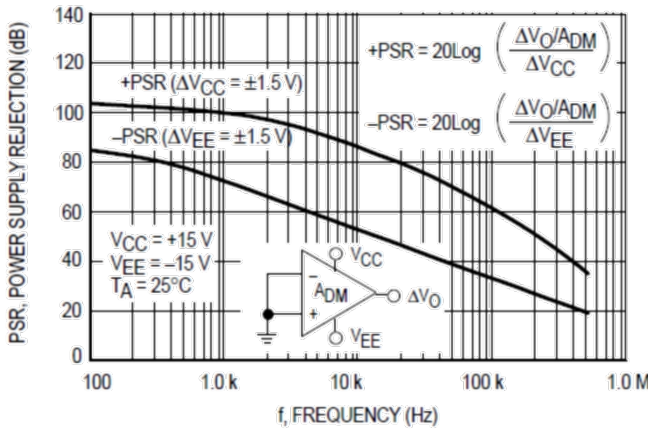 PSR, POWER SUPPLY REJECTION (dB)
140
120
100
80
60
40
20
0
+PSR (ΔVCC = ±1.5 V)
–PSR (ΔVEE = ±1.5 V)
+PSR = 20Log (ΔVO/ADM / ΔVCC)
–PSR = 20Log (ΔVO/ADM / ΔVEE)
VCC = +15 V
VEE = –15 V
TA = 25°C
VCC
–
ADM
+
ΔVO
VEE
100
1.0 k
10 k
100 k
1.0 M
f, FREQUENCY (Hz)